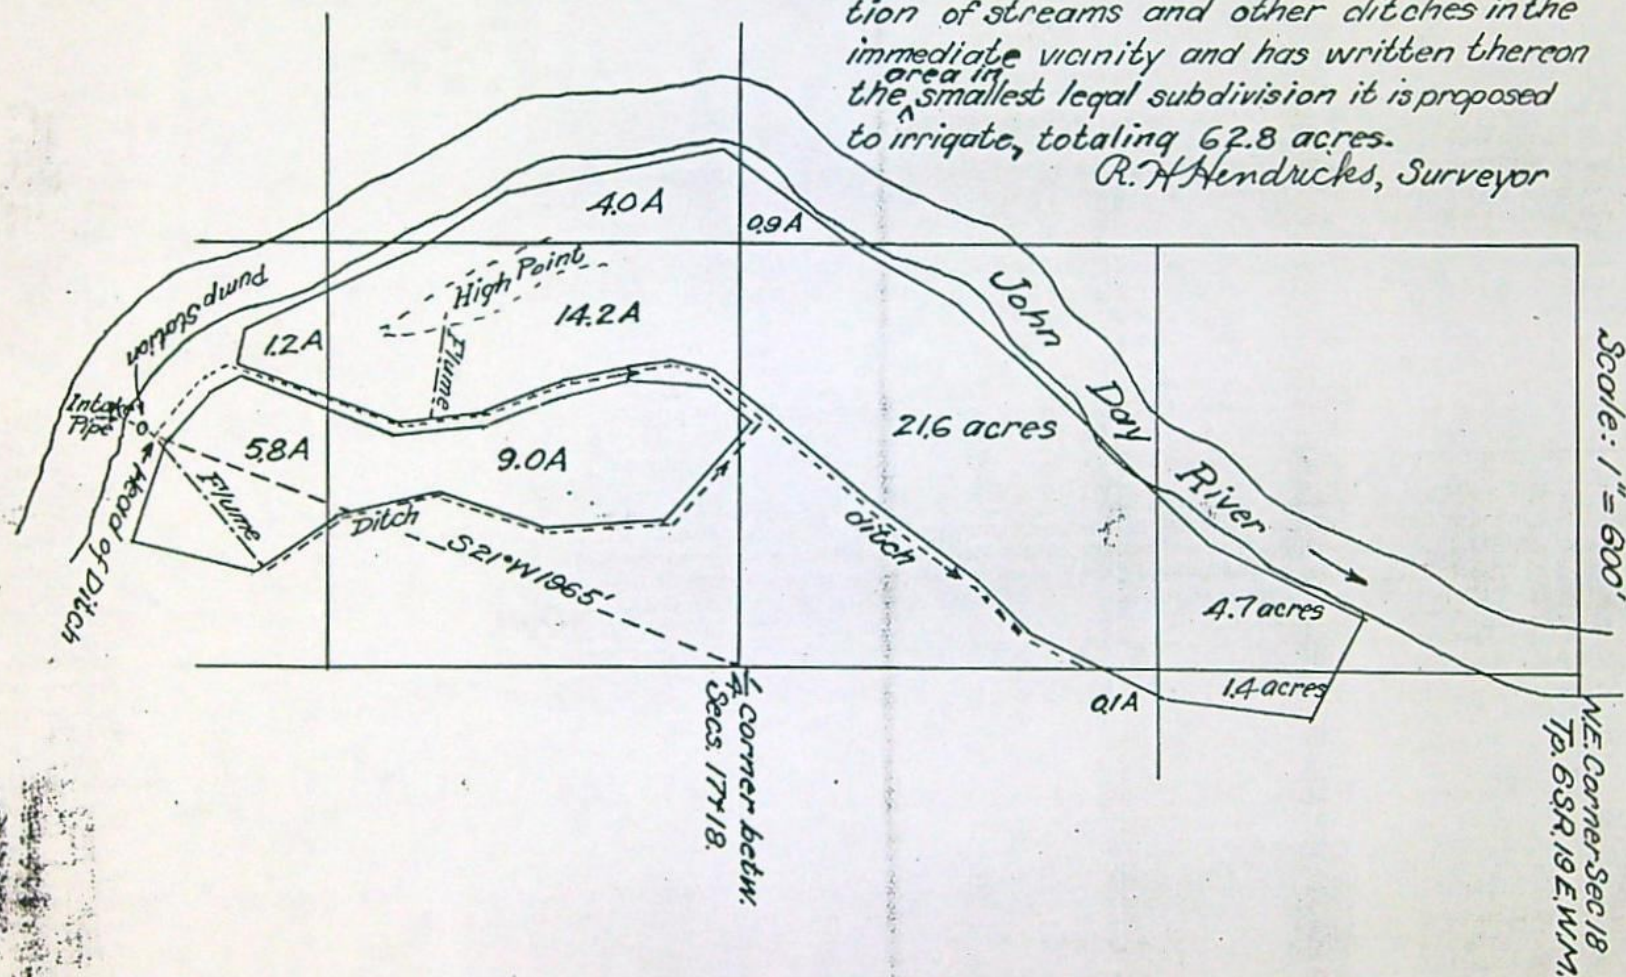 tion of streams and other ditches in the
immediate vicinity and has written thereon
area in
the ^ smallest legal subdivision it is proposed
to irrigate, totaling 62.8 acres.
R. H Hendricks, Surveyor
4.0 A
0.9 A
High Point
14.2 A
Pump Station
1.2 A
Flume
John Day River
Scale: 1" = 600'
Pipe
5.8 A
9.0 A
21.6 acres
Flume
Head of Ditch
Ditch
S 21° W 1965'
ditch
4.7 acres
1.4 acres
0.1 A
1/4 Corner betw.
Secs. 17 & 18.
N.E. Corner Sec 18
Tp. 6 S R. 19 E. W M.